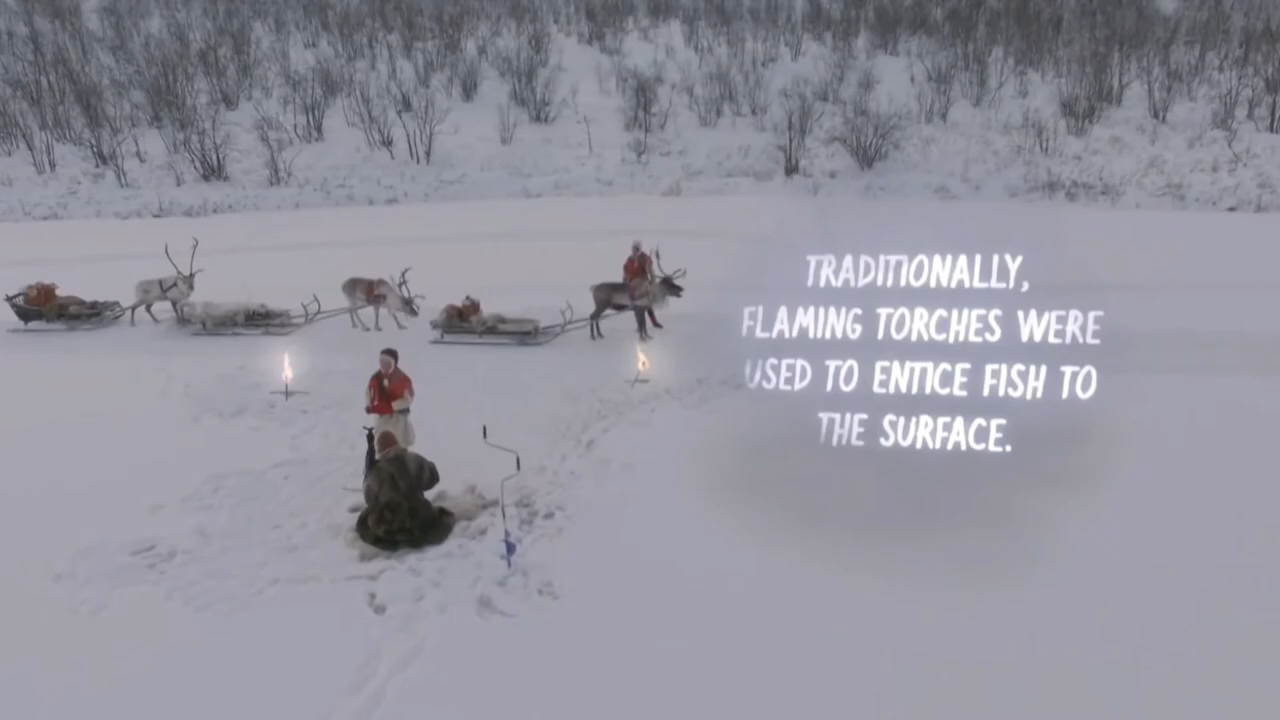 TRADITIONALLY,
FLAMING TORCHES WERE
USED TO ENTICE FISH TO
THE SURFACE.